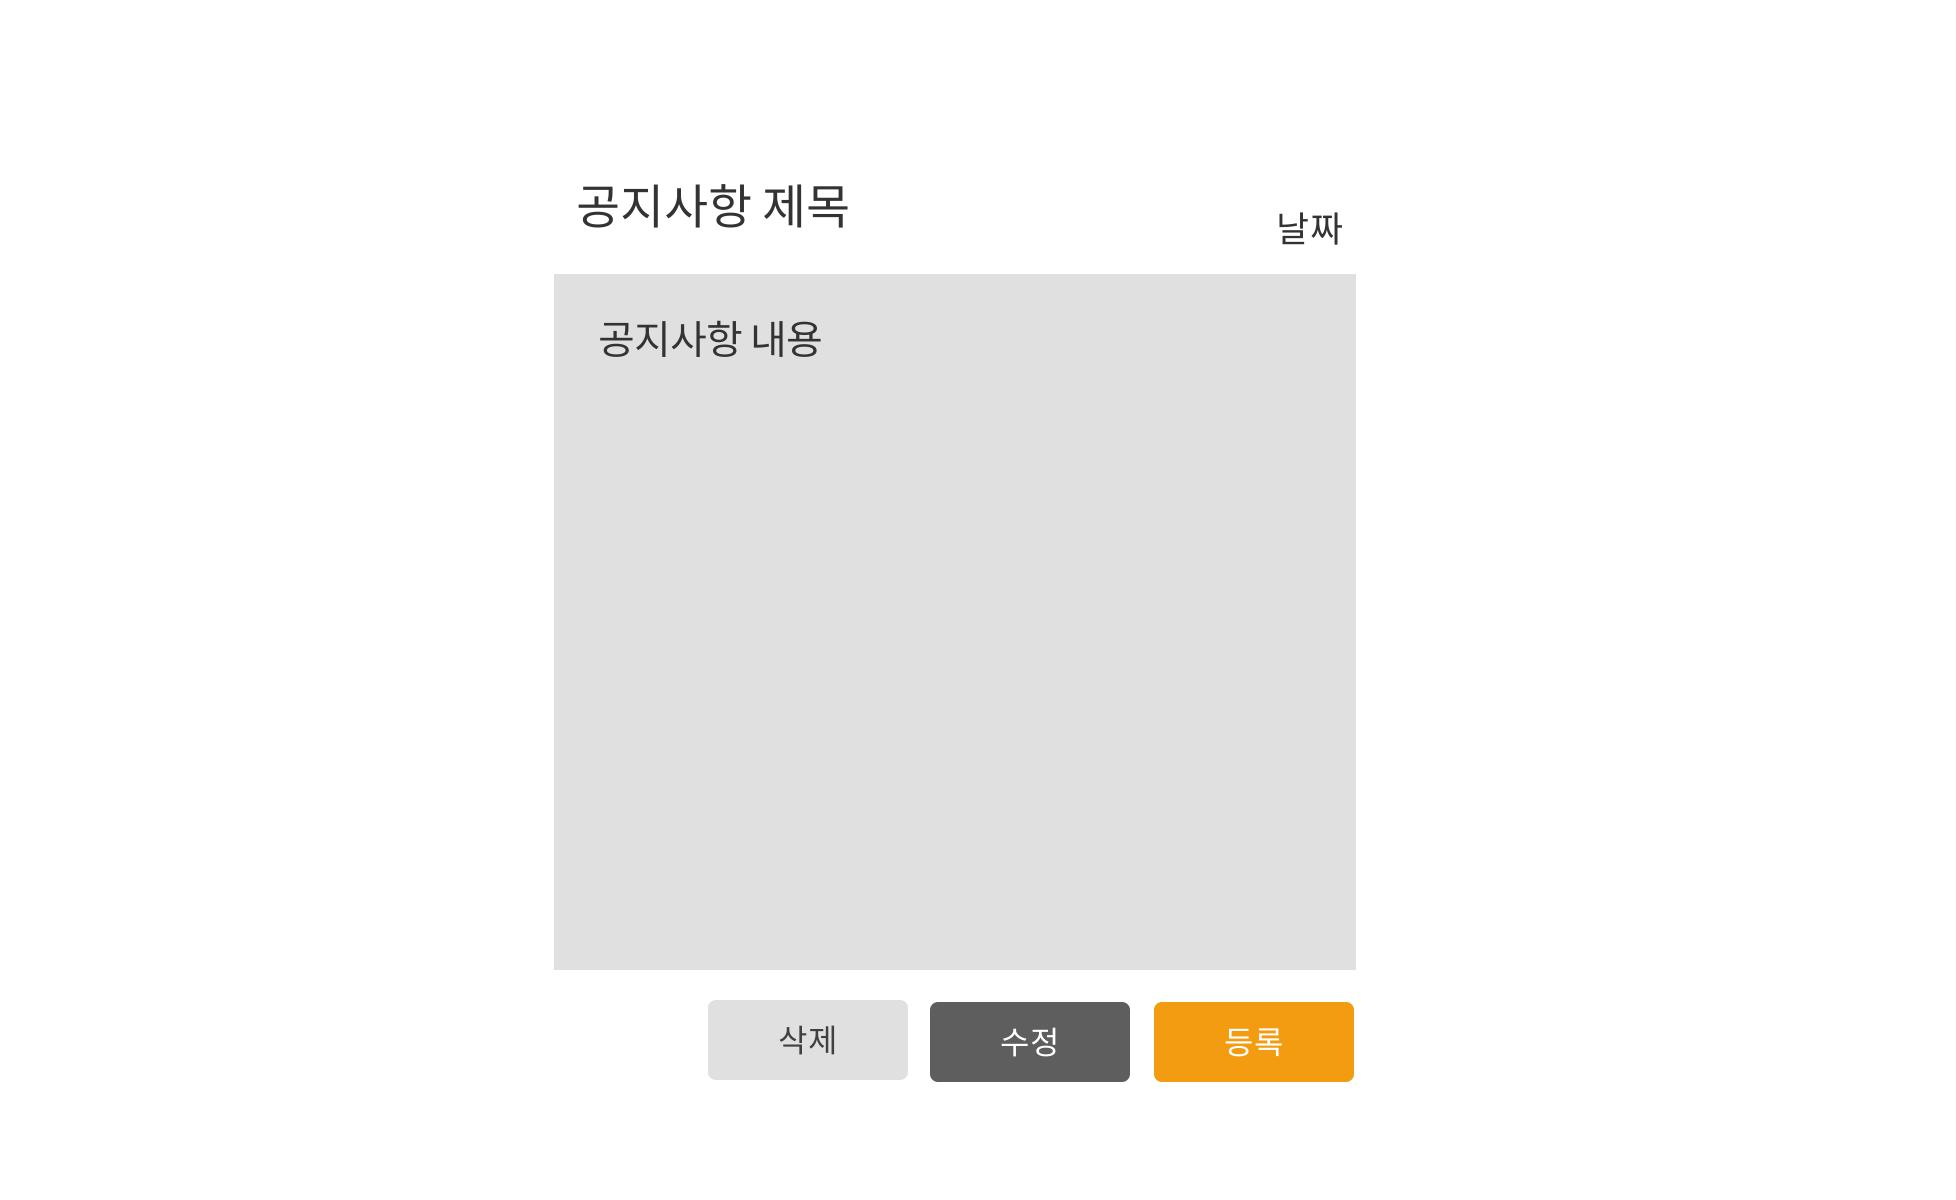 공지사항 제목
날짜
공지사항 내용
삭제
수정
등록